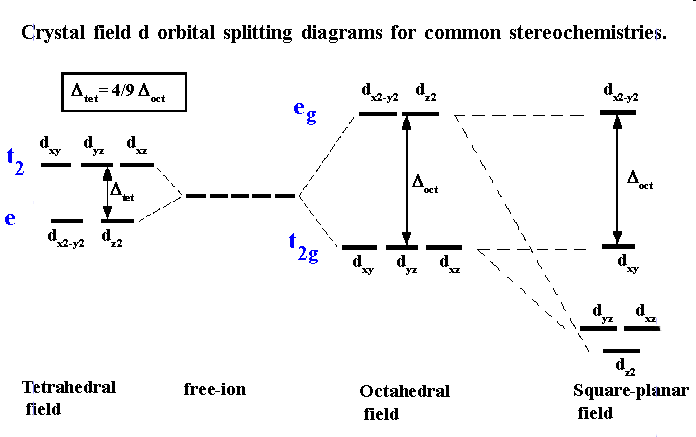 Crystal field d orbital splitting diagrams for common stereochemistries.
Δtet = 4/9 Δoct
dx2-y2 dz2
dx2-y2
eg
dxy dyz dxz
t2
Δtet
Δoct
Δoct
e
dx2-y2 dz2
t2g
dxy dyz dxz
dxy
dyz dxz
dz2
Tetrahedral field
free-ion
Octahedral field
Square-planar field